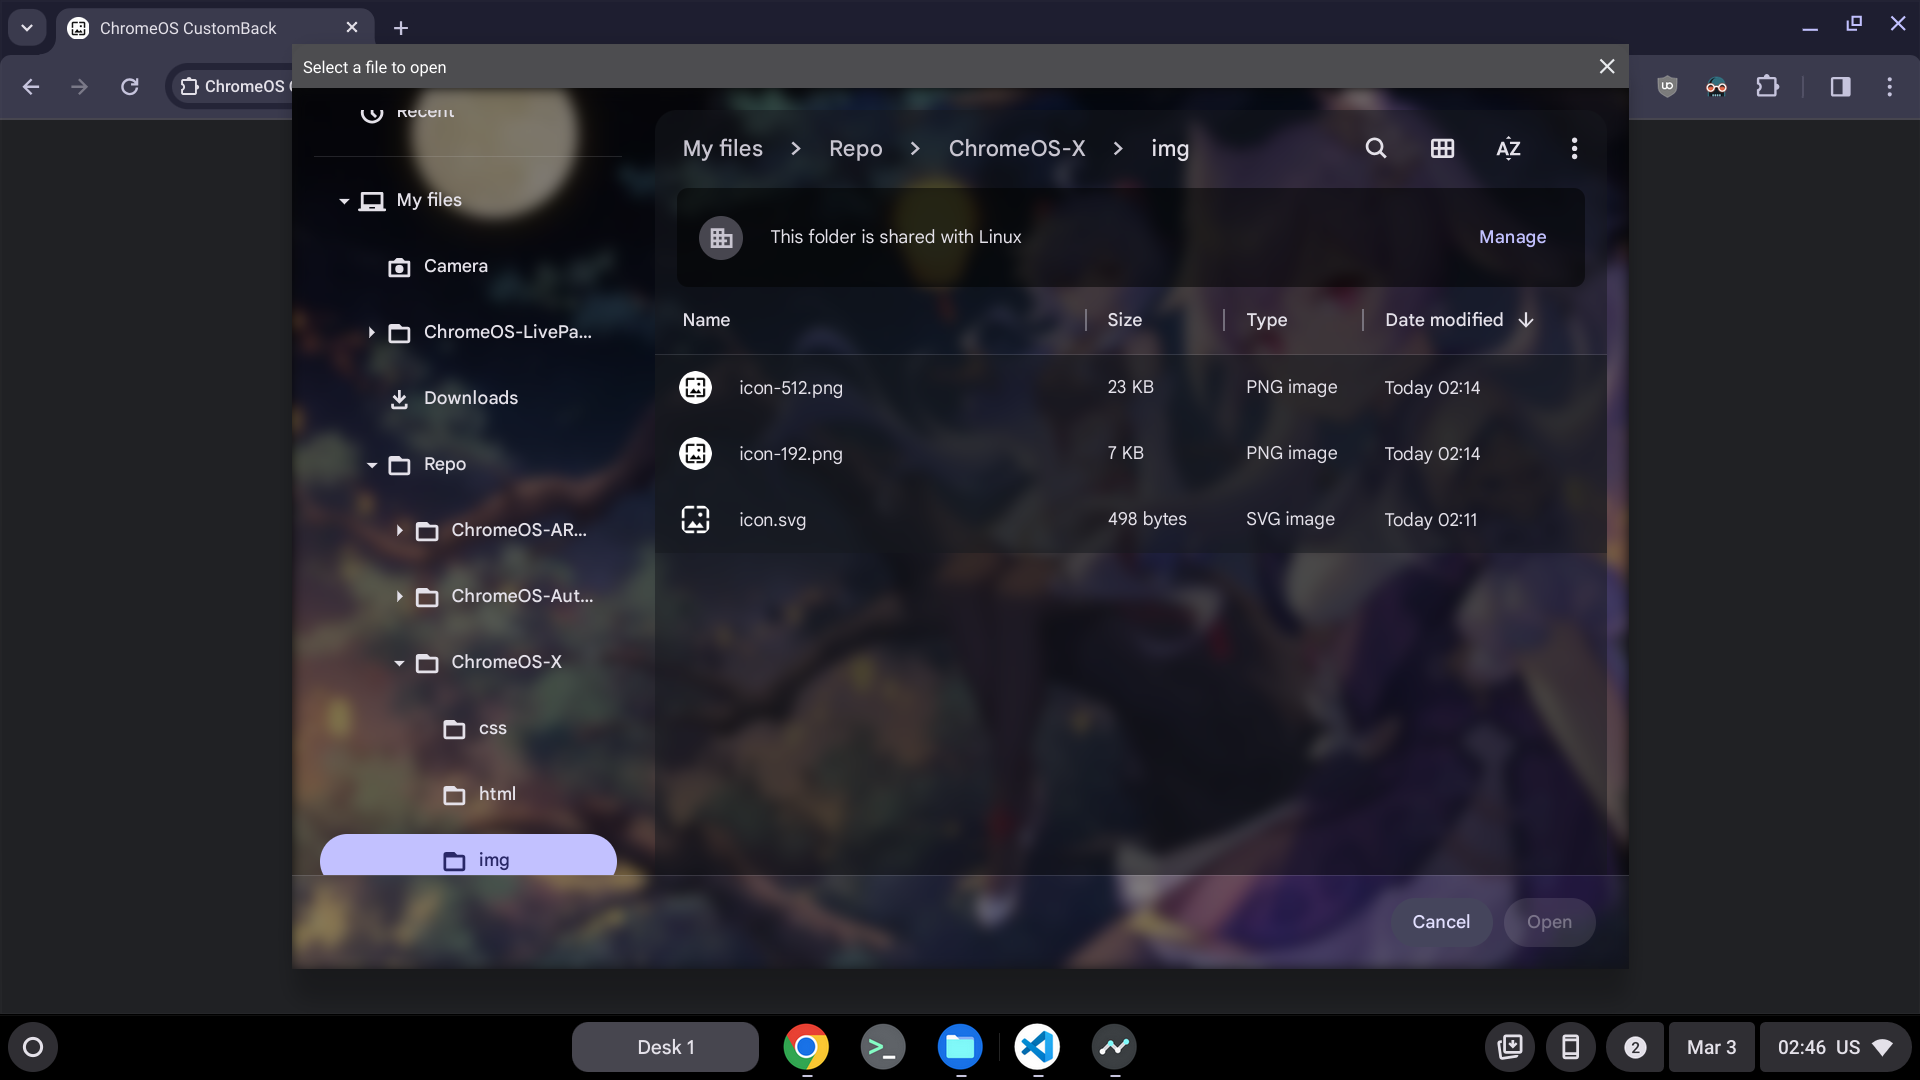 ChromeOS CustomBack
Select a file to open
ChromeOS
Recent
My files
Camera
ChromeOS-LivePa...
Downloads
Repo
ChromeOS-AR...
ChromeOS-Aut...
ChromeOS-X
css
html
img
My files > Repo > ChromeOS-X > img
AZ
This folder is shared with Linux
Manage
Name Size Type Date modified
icon-512.png 23 KB PNG image Today 02:14
icon-192.png 7 KB PNG image Today 02:14
icon.svg 498 bytes SVG image Today 02:11
Cancel Open
Desk 1
2 Mar 3 02:46 US